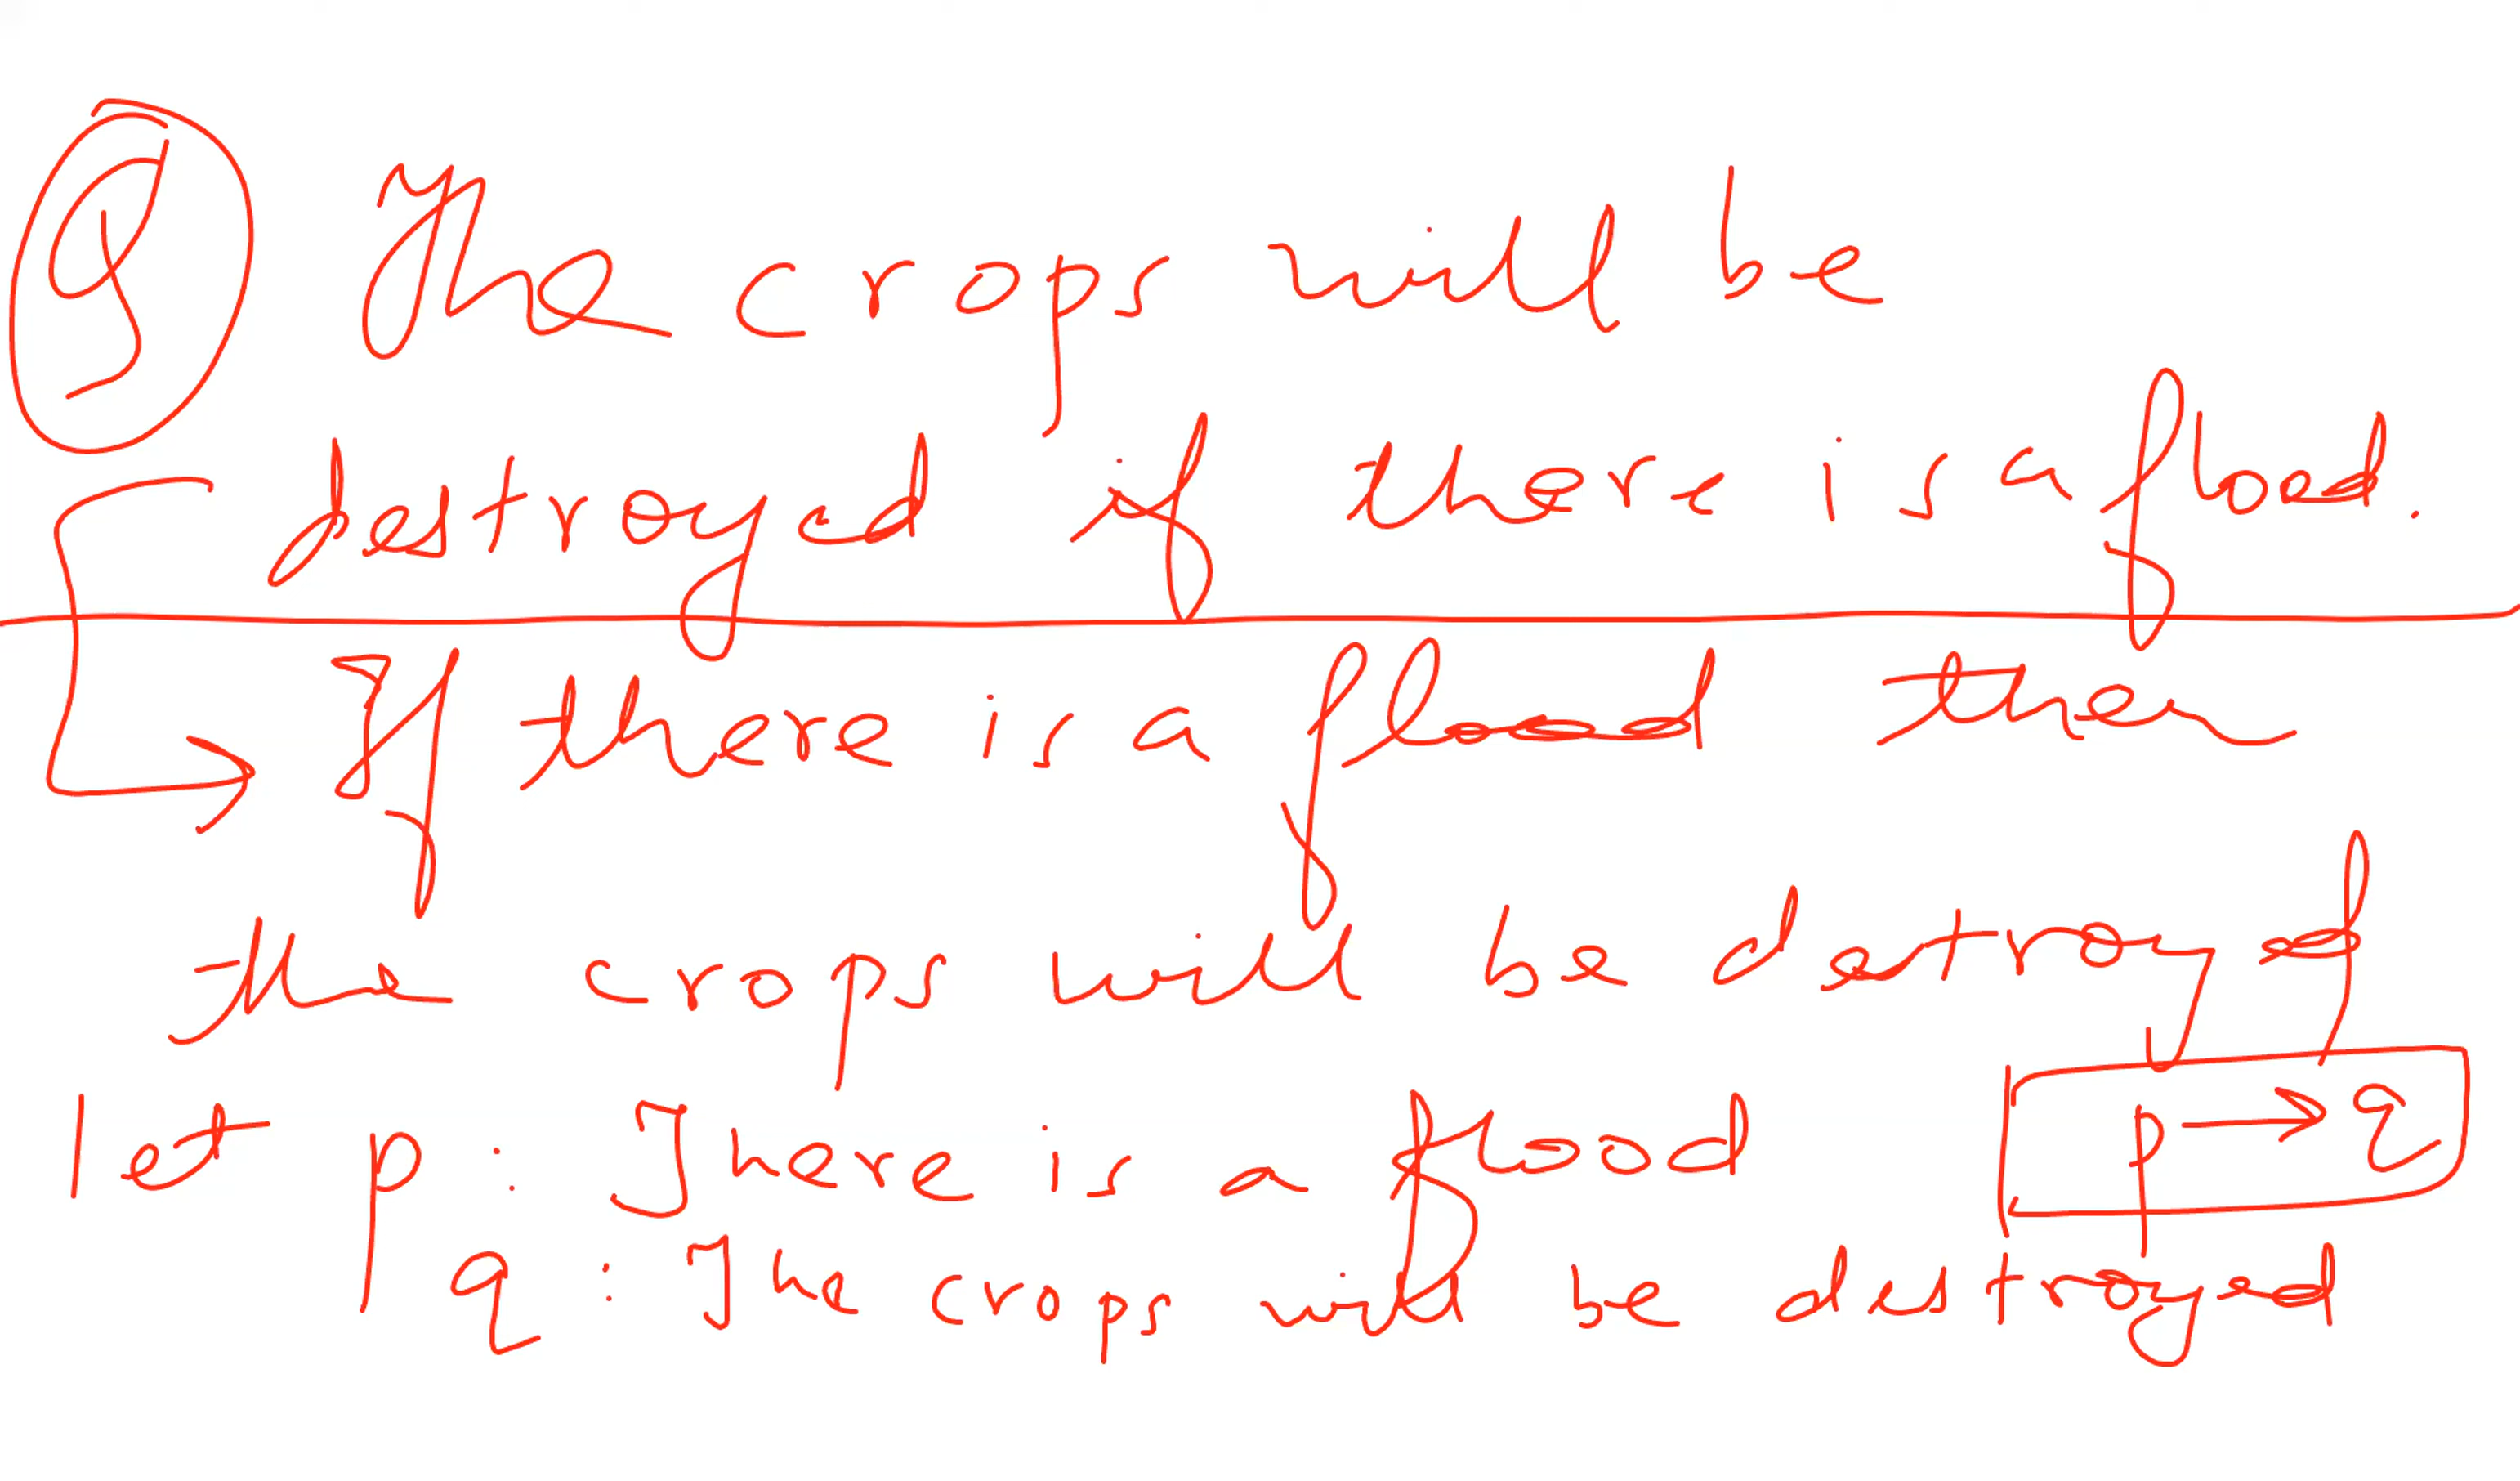 Q The crops will be
destroyed if there is a flood.
If there is a flood then
the crops will be destroyed
let p : There is a flood p → q
q : The crops will be destroyed